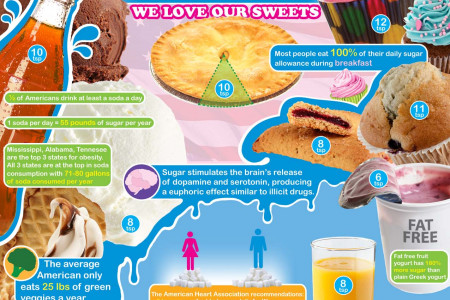 WE LOVE OUR SWEETS
10
tsp
12
tsp
Most people eat 100% of their daily sugar
allowance during breakfast
of Americans drink at least a soda a day
10
tsp
11
tsp
1 soda per day = 55 pounds of sugar per year
8
tsp
Mississippi, Alabama, Tennesee
are the top 3 states for obesity.
All 3 states are at the top in soda
consumption with 71-80 gallons
of soda consumed per year
Sugar stimulates the brain's release
of dopamine and serotonin, producing
a euphoric effect similar to illicit drugs.
6
tsp
8
tsp
FAT
FREE
The average
American only
eats 25 lbs of green
veggies a year
Fat free fruit
yogurt has 100%
more sugar than
plain Greek yogurt
8
tsp
The American Heart Association recommendations